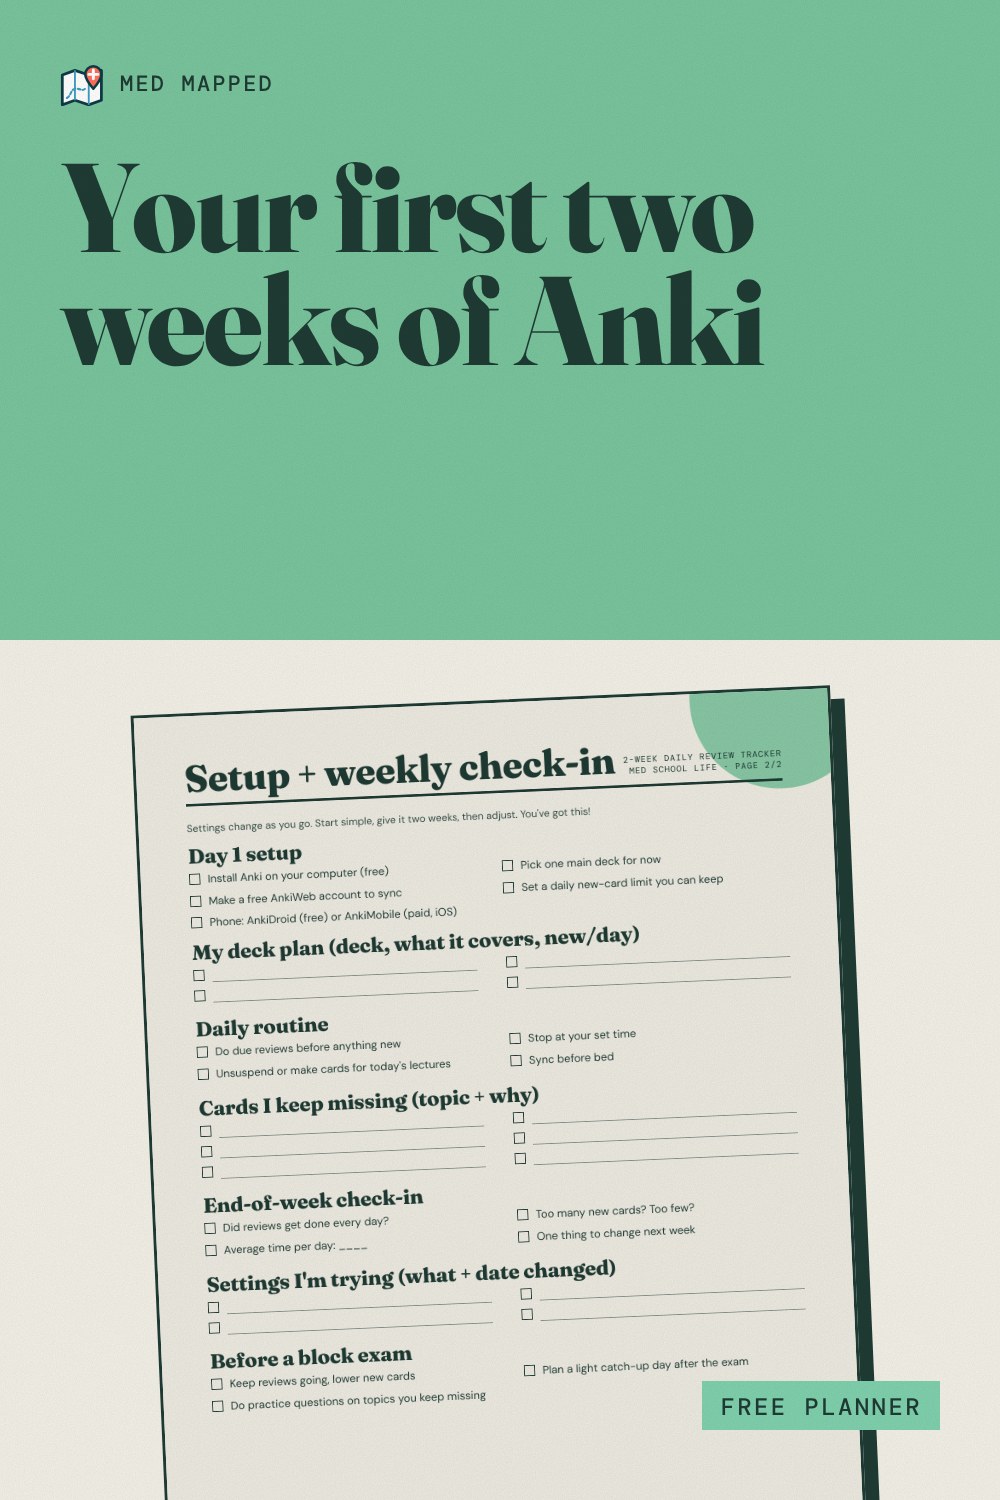 MED MAPPED
Your first two
weeks of Anki
Setup + weekly check-in
2-WEEK DAILY REVIEW TRACKER
MED SCHOOL LIFE · PAGE 2/2
Settings change as you go. Start simple, give it two weeks, then adjust. You've got this!
Day 1 setup
Install Anki on your computer (free)
Make a free AnkiWeb account to sync
Phone: AnkiDroid (free) or AnkiMobile (paid, iOS)
Pick one main deck for now
Set a daily new-card limit you can keep
My deck plan (deck, what it covers, new/day)
Daily routine
Do due reviews before anything new
Unsuspend or make cards for today's lectures
Stop at your set time
Sync before bed
Cards I keep missing (topic + why)
End-of-week check-in
Did reviews get done every day?
Average time per day: ____
Too many new cards? Too few?
One thing to change next week
Settings I'm trying (what + date changed)
Before a block exam
Keep reviews going, lower new cards
Do practice questions on topics you keep missing
Plan a light catch-up day after the exam
FREE PLANNER